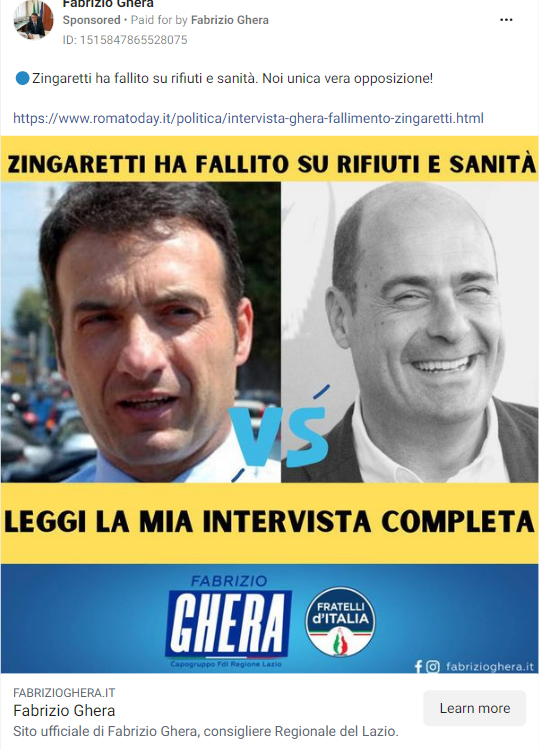 Fabrizio Ghera
Sponsored • Paid for by Fabrizio Ghera
ID: 1515847865528075
Zingaretti ha fallito su rifiuti e sanità. Noi unica vera opposizione!
https://www.romatoday.it/politica/intervista-ghera-fallimento-zingaretti.html
ZINGARETTI HA FALLITO SU RIFIUTI E SANITÀ
VS
LEGGI LA MIA INTERVISTA COMPLETA
FABRIZIO
GHERA
Capogruppo FdI Regione Lazio
FRATELLI
d'ITALIA
fabrizioghera.it
FABRIZIOGHERA.IT
Fabrizio Ghera
Sito ufficiale di Fabrizio Ghera, consigliere Regionale del Lazio.
Learn more